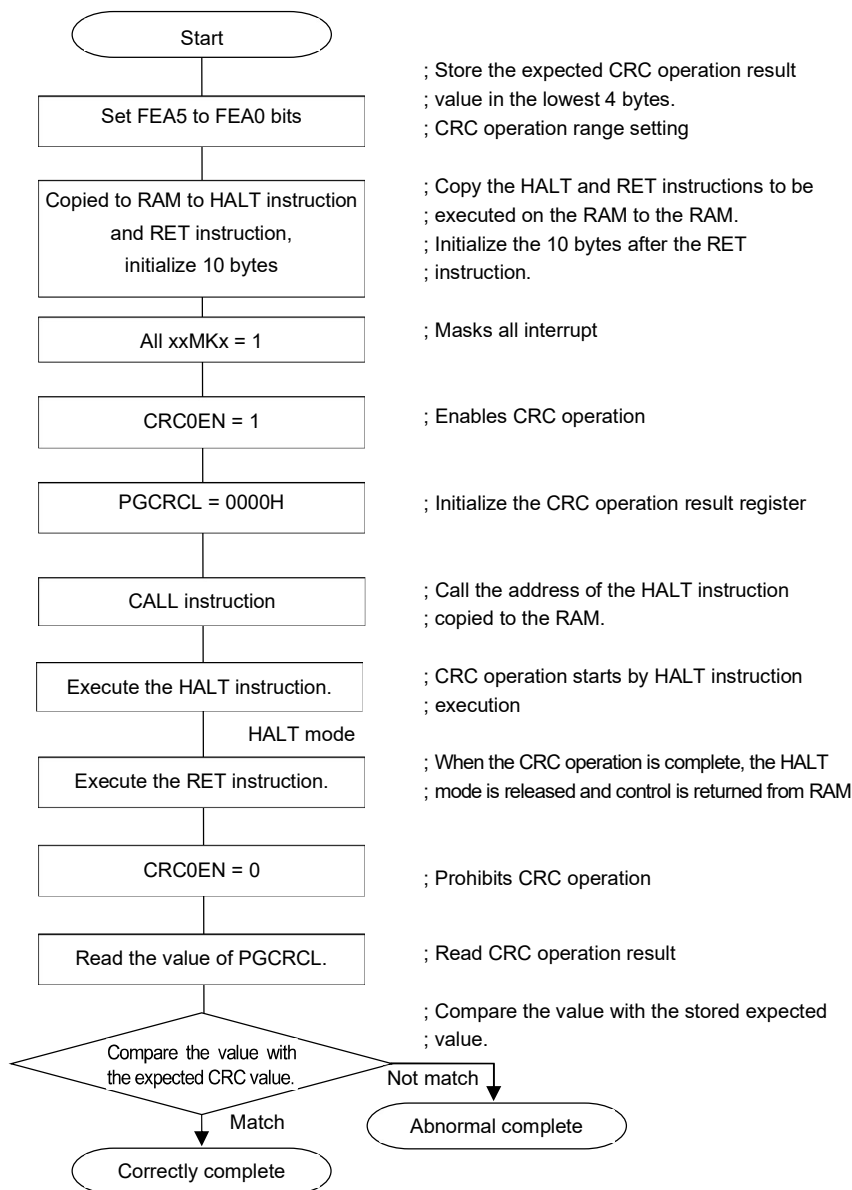 Start
; Store the expected CRC operation result
; value in the lowest 4 bytes.
Set FEA5 to FEA0 bits
; CRC operation range setting
Copied to RAM to HALT instruction
and RET instruction,
initialize 10 bytes
; Copy the HALT and RET instructions to be
; executed on the RAM to the RAM.
; Initialize the 10 bytes after the RET
; instruction.
All xxMKx = 1
; Masks all interrupt
CRC0EN = 1
; Enables CRC operation
PGCRCL = 0000H
; Initialize the CRC operation result register
CALL instruction
; Call the address of the HALT instruction
; copied to the RAM.
Execute the HALT instruction.
; CRC operation starts by HALT instruction
; execution
HALT mode
Execute the RET instruction.
; When the CRC operation is complete, the HALT
; mode is released and control is returned from RAM
CRC0EN = 0
; Prohibits CRC operation
Read the value of PGCRCL.
; Read CRC operation result
; Compare the value with the stored expected
; value.
Compare the value with
the expected CRC value.
Not match
Match
Abnormal complete
Correctly complete